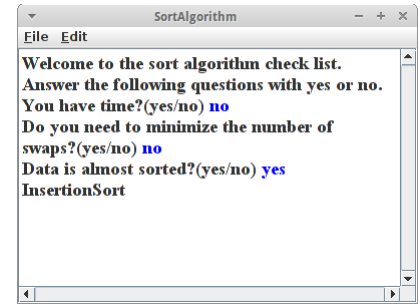 SortAlgorithm
File Edit
Welcome to the sort algorithm check list.
Answer the following questions with yes or no.
You have time?(yes/no) no
Do you need to minimize the number of
swaps?(yes/no) no
Data is almost sorted?(yes/no) yes
InsertionSort